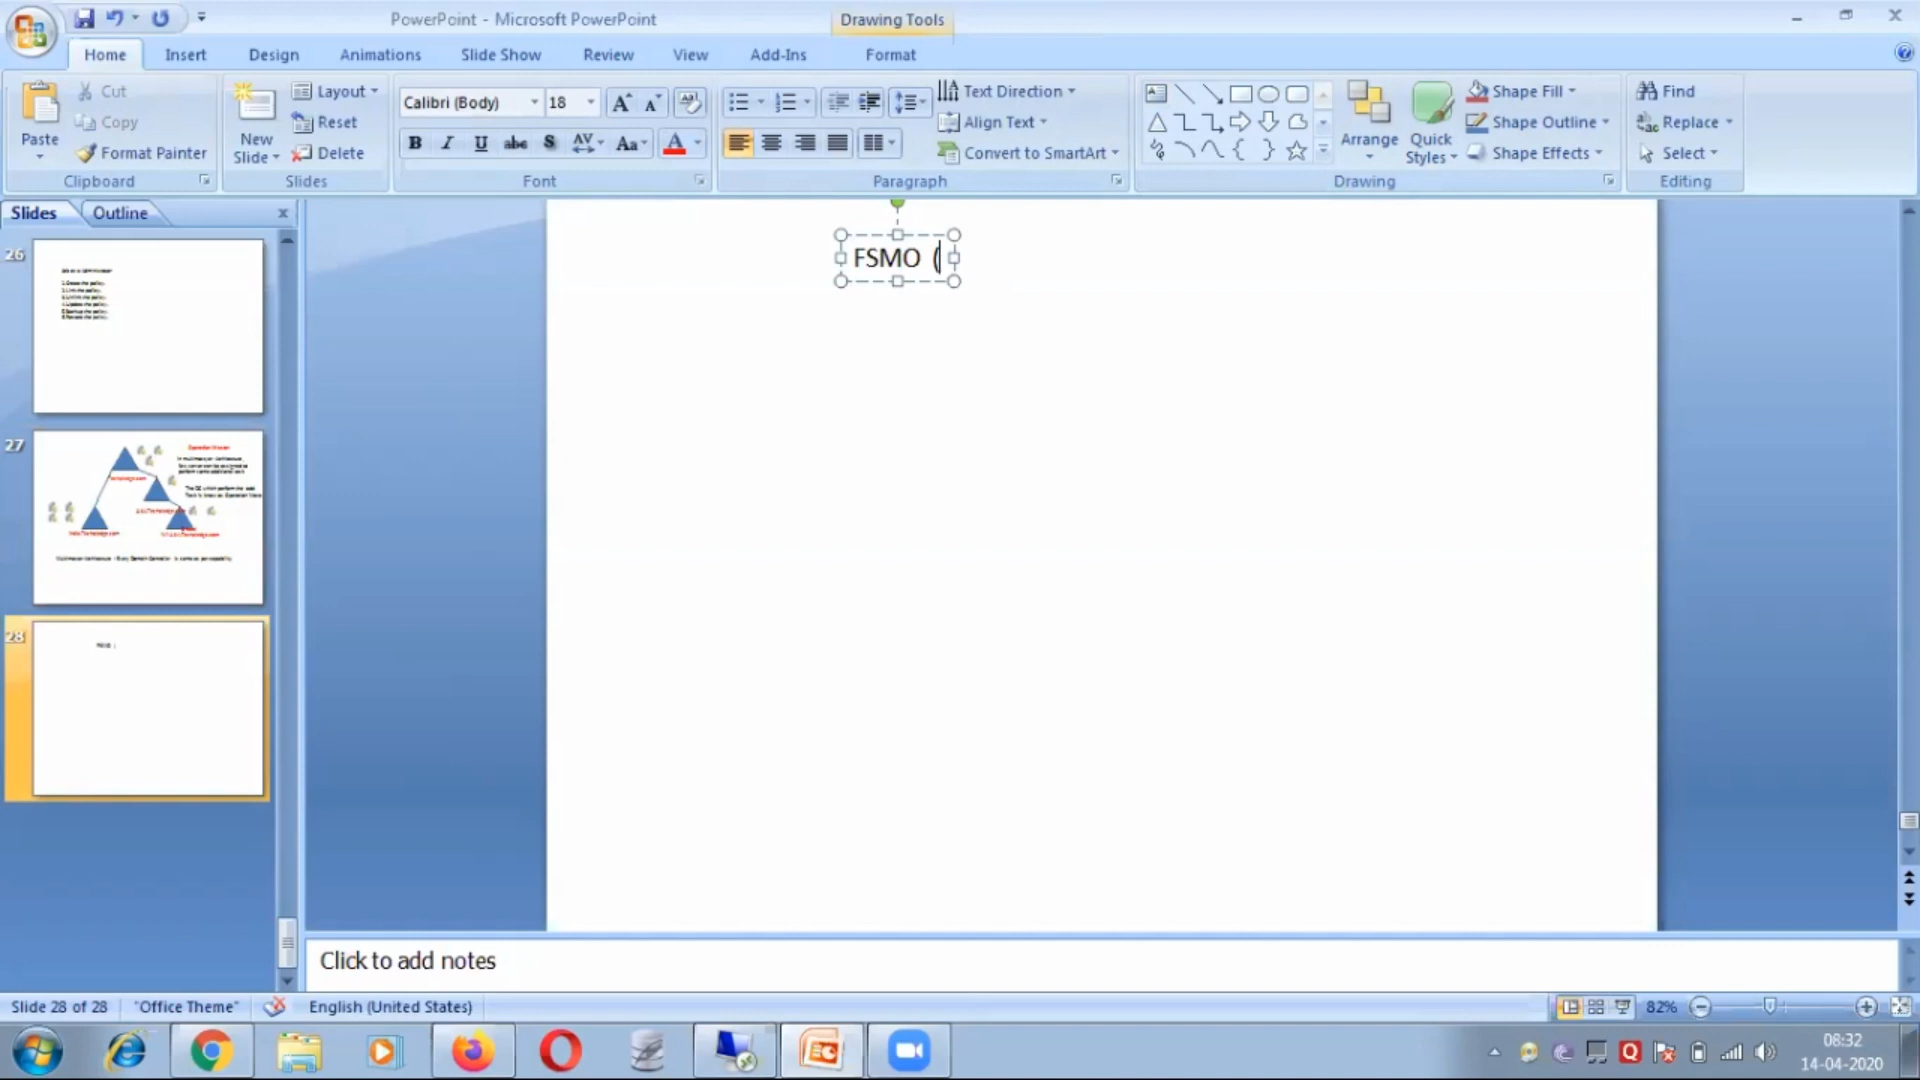 PowerPoint - Microsoft PowerPoint
Drawing Tools
Home
Insert
Design
Animations
Slide Show
Review
View
Add-Ins
Format
Paste
Cut
Copy
Format Painter
Clipboard
New
Slide
Layout
Reset
Delete
Slides
Calibri (Body)
18
B I U abc S AV Aa A
Font
Text Direction
Align Text
Convert to SmartArt
Paragraph
Arrange
Quick
Styles
Shape Fill
Shape Outline
Shape Effects
Drawing
Find
Replace
Select
Editing
Slides
Outline
26
27
28
FSMO (
Click to add notes
Slide 28 of 28
"Office Theme"
English (United States)
82%
08:32
14-04-2020